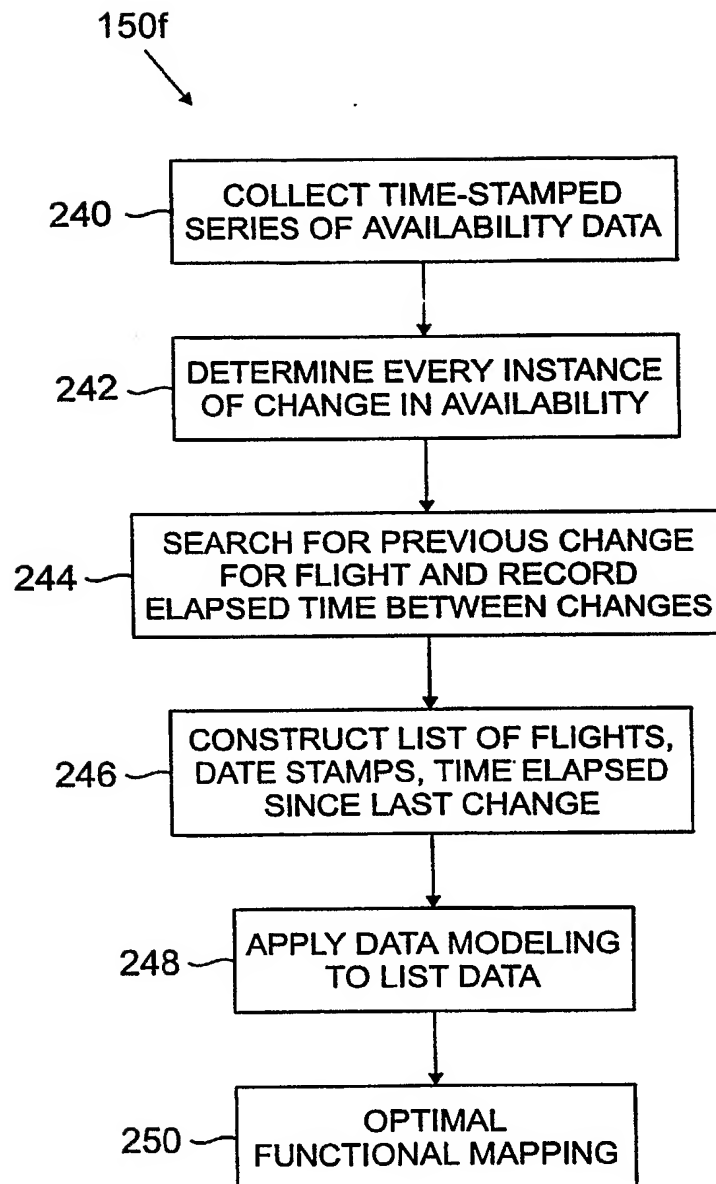 150f
240
COLLECT TIME-STAMPED
SERIES OF AVAILABILITY DATA
242
DETERMINE EVERY INSTANCE
OF CHANGE IN AVAILABILITY
244
SEARCH FOR PREVIOUS CHANGE
FOR FLIGHT AND RECORD
ELAPSED TIME BETWEEN CHANGES
246
CONSTRUCT LIST OF FLIGHTS,
DATE STAMPS, TIME ELAPSED
SINCE LAST CHANGE
248
APPLY DATA MODELING
TO LIST DATA
250
OPTIMAL
FUNCTIONAL MAPPING